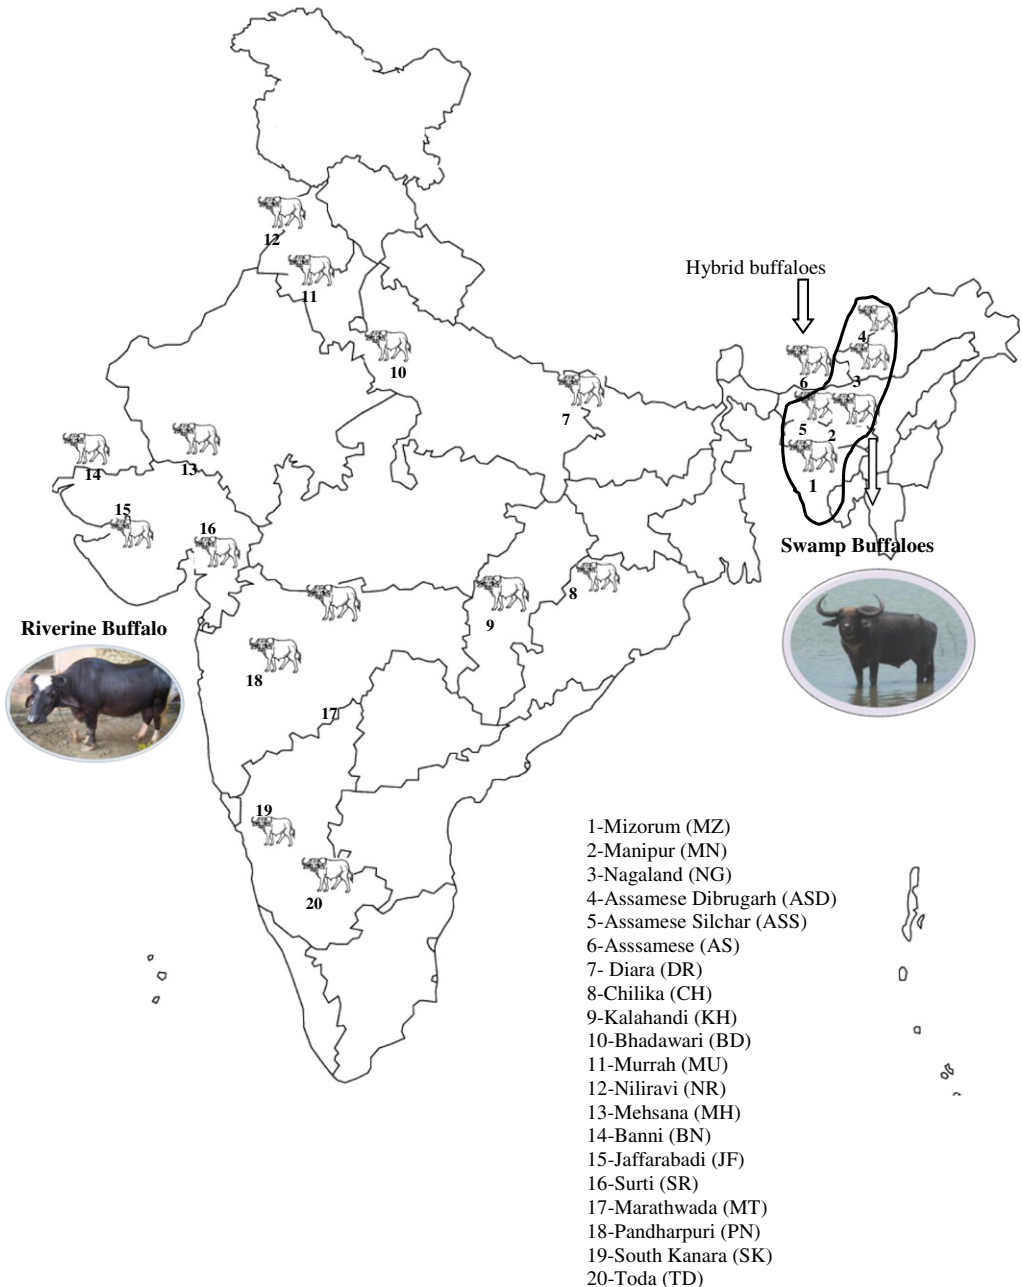 12
Hybrid buffaloes
11
4
10
6
3
7
5
2
13
14
1
15
16
Swamp Buffaloes
8
9
Riverine Buffalo
18
17
19
20
1-Mizorum (MZ)
2-Manipur (MN)
3-Nagaland (NG)
4-Assamese Dibrugarh (ASD)
5-Assamese Silchar (ASS)
6-Asssamese (AS)
7- Diara (DR)
8-Chilika (CH)
9-Kalahandi (KH)
10-Bhadawari (BD)
11-Murrah (MU)
12-Niliravi (NR)
13-Mehsana (MH)
14-Banni (BN)
15-Jaffarabadi (JF)
16-Surti (SR)
17-Marathwada (MT)
18-Pandharpuri (PN)
19-South Kanara (SK)
20-Toda (TD)